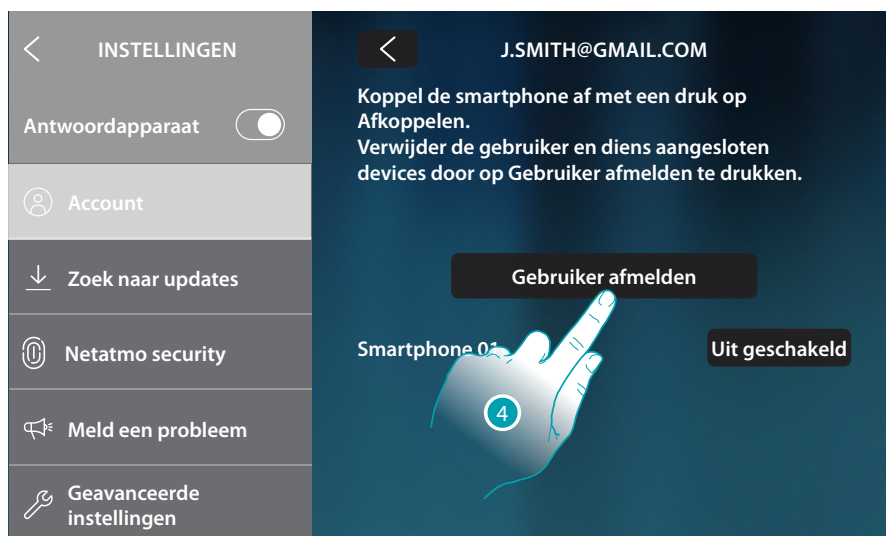 INSTELLINGEN
Antwoordapparaat
Account
Zoek naar updates
Netatmo security
Meld een probleem
Geavanceerde
instellingen
J.SMITH@GMAIL.COM
Koppel de smartphone af met een druk op
Afkoppelen.
Verwijder de gebruiker en diens aangesloten
devices door op Gebruiker afmelden te drukken.
Gebruiker afmelden
Smartphone 01
Uit geschakeld
4